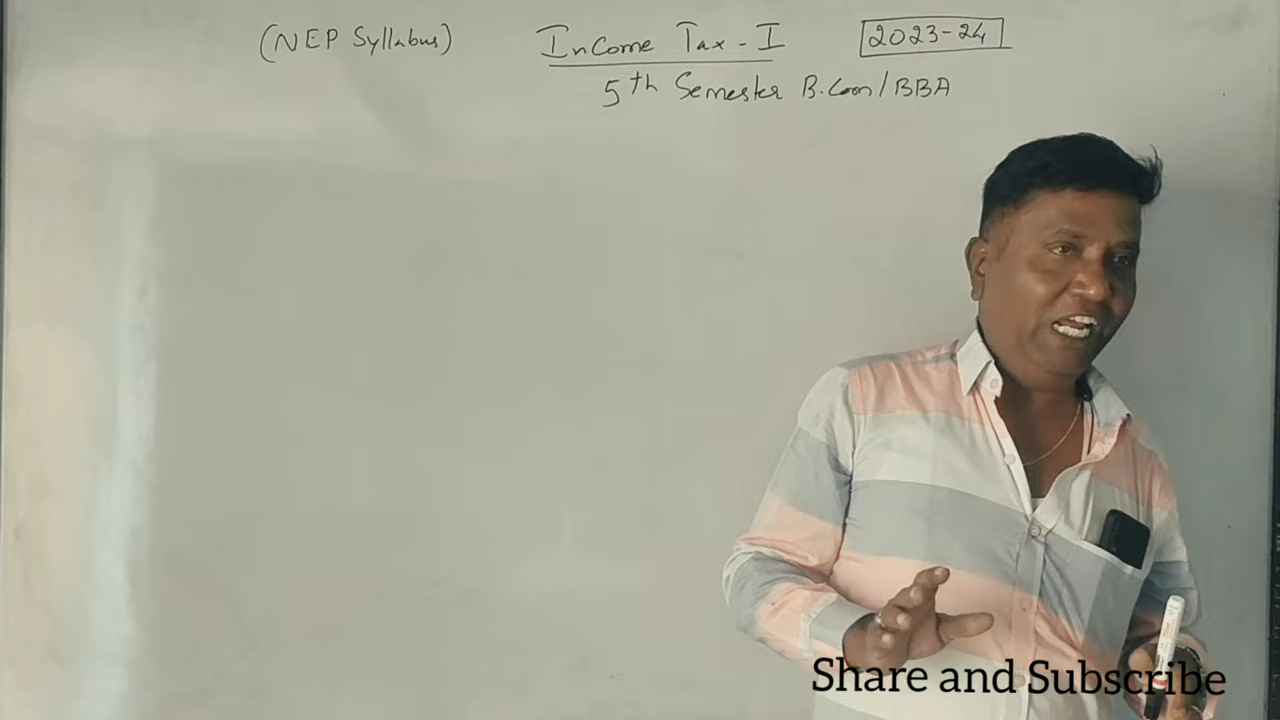 (NEP Syllabus) Income Tax - I 2023-24
5th Semester B.Com/BBA
Share and Subscribe